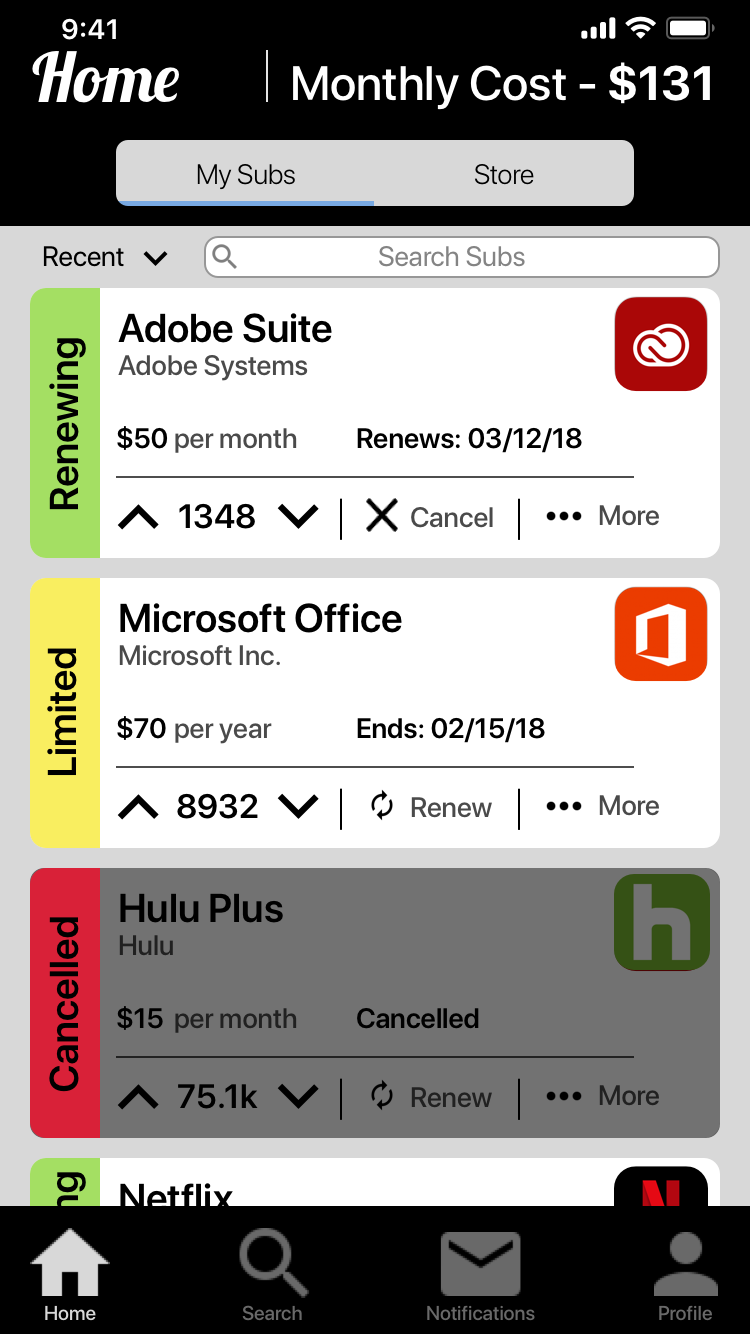 9:41
Home
Monthly Cost - $131
My Subs
Store
Recent
Search Subs
Renewing
Adobe Suite
Adobe Systems
$50 per month
Renews: 03/12/18
1348
Cancel
More
Limited
Microsoft Office
Microsoft Inc.
$70 per year
Ends: 02/15/18
8932
Renew
More
Cancelled
Hulu Plus
Hulu
h
$15 per month
Cancelled
75.1k
Renew
More
ng
Netflix
N
Home
Search
Notifications
Profile